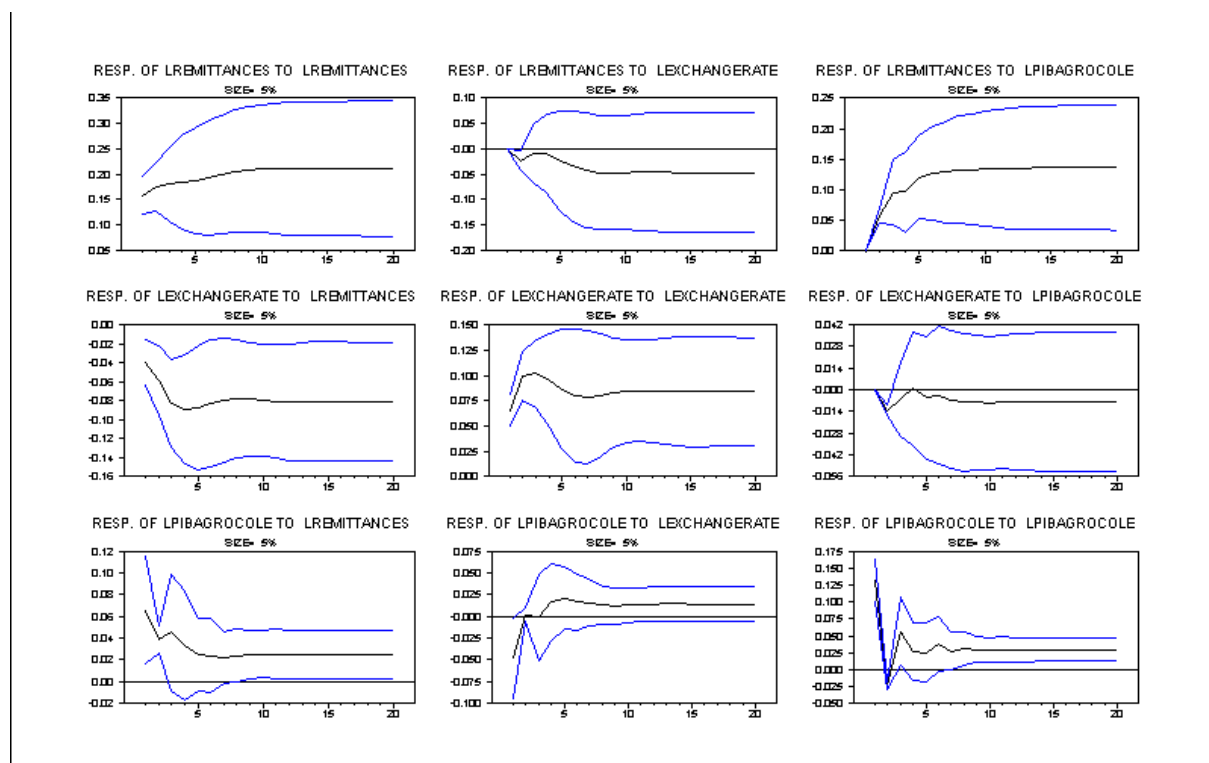 RESP. OF LREMITTANCES TO LREMITTANCES
SIZE= 5%
0.35
0.30
0.25
0.20
0.15
0.10
0.05
5 10 15 20
RESP. OF LREMITTANCES TO LEXCHANGERATE
SIZE= 5%
0.10
0.05
-0.00
-0.05
-0.10
-0.15
-0.20
5 10 15 20
RESP. OF LREMITTANCES TO LPIBAGROCOLE
SIZE= 5%
0.25
0.20
0.15
0.10
0.05
0.00
5 10 15 20
RESP. OF LEXCHANGERATE TO LREMITTANCES
SIZE= 5%
0.00
-0.02
-0.04
-0.06
-0.08
-0.10
-0.12
-0.14
-0.16
5 10 15 20
RESP. OF LEXCHANGERATE TO LEXCHANGERATE
SIZE= 5%
0.150
0.125
0.100
0.075
0.050
0.025
0.000
5 10 15 20
RESP. OF LEXCHANGERATE TO LPIBAGROCOLE
SIZE= 5%
0.042
0.028
0.014
-0.000
-0.014
-0.028
-0.042
-0.056
5 10 15 20
RESP. OF LPIBAGROCOLE TO LREMITTANCES
SIZE= 5%
0.12
0.10
0.08
0.06
0.04
0.02
0.00
-0.02
5 10 15 20
RESP. OF LPIBAGROCOLE TO LEXCHANGERATE
SIZE= 5%
0.075
0.050
0.025
0.000
-0.025
-0.050
-0.075
-0.100
5 10 15 20
RESP. OF LPIBAGROCOLE TO LPIBAGROCOLE
SIZE= 5%
0.175
0.150
0.125
0.100
0.075
0.050
0.025
0.000
-0.025
-0.050
5 10 15 20